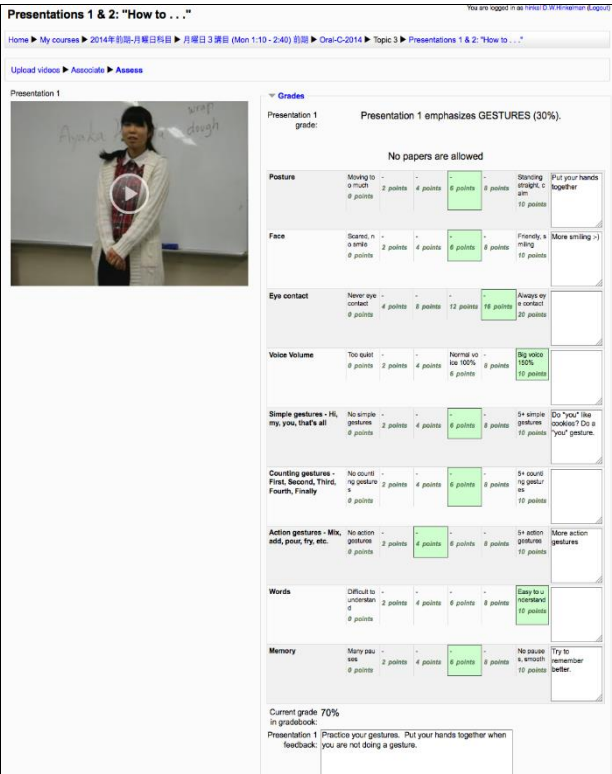 You are logged in as hinkel D.W.Hinkelman (Logout)
Presentations 1 & 2: "How to . . ."
Home ▶ My courses ▶ 2014年前期-月曜日科目 ▶ 月曜日３講目 (Mon 1:10 - 2:40) 前期 ▶ Oral-C-2014 ▶ Topic 3 ▶ Presentations 1 & 2: "How to . . ."
Upload videos ▶ Associate ▶ Assess
Presentation 1
wrap
dough
Ayaka
Grades
Presentation 1 grade:
Presentation 1 emphasizes GESTURES (30%).
No papers are allowed
Posture
Moving too much
0 points
-
2 points
-
4 points
-
6 points
-
8 points
Standing straight, calm
10 points
Put your hands together
Face
Scared, no smile
0 points
-
2 points
-
4 points
-
6 points
-
8 points
Friendly, smiling
10 points
More smiling :-)
Eye contact
Never eye contact
0 points
-
4 points
-
8 points
-
12 points
-
16 points
Always eye contact
20 points
Voice Volume
Too quiet
0 points
-
2 points
-
4 points
Normal voice 100%
6 points
-
8 points
Big voice 150%
10 points
Simple gestures - Hi, my, you, that's all
No simple gestures
0 points
-
2 points
-
4 points
-
6 points
-
8 points
5+ simple gestures
10 points
Do "you" like cookies? Do a "you" gesture.
Counting gestures - First, Second, Third, Fourth, Finally
No counting gestures
0 points
-
2 points
-
4 points
-
6 points
-
8 points
5+ counting gestures
10 points
Action gestures - Mix, add, pour, fry, etc.
No action gestures
0 points
-
2 points
-
4 points
-
6 points
-
8 points
5+ action gestures
10 points
More action gestures
Words
Difficult to understand
0 points
-
2 points
-
4 points
-
6 points
-
8 points
Easy to understand
10 points
Memory
Many pauses
0 points
-
2 points
-
4 points
-
6 points
-
8 points
No pauses, smooth
10 points
Try to remember better.
Current grade in gradebook:
70%
Presentation 1 feedback:
Practice your gestures. Put your hands together when
you are not doing a gesture.